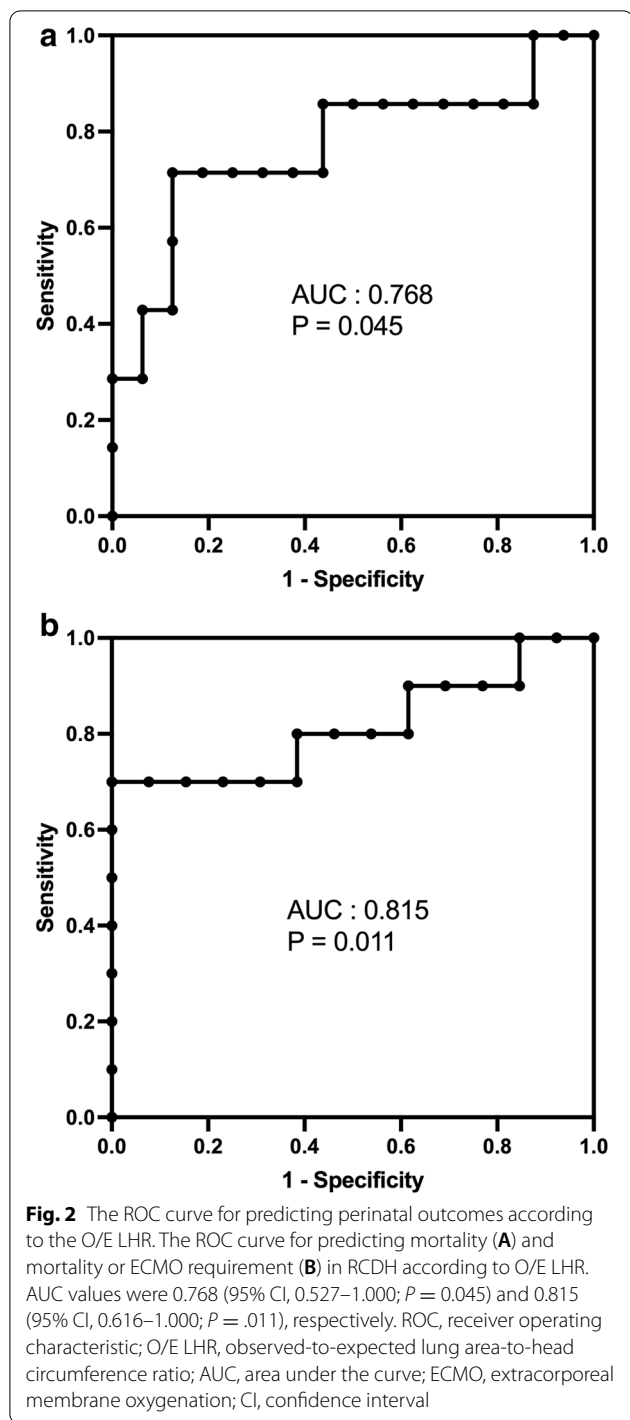 a
1.0
0.8
0.6
0.4
0.2
0.0
Sensitivity
AUC : 0.768
P = 0.045
0.0 0.2 0.4 0.6 0.8 1.0
1 - Specificity
b
1.0
0.8
0.6
0.4
0.2
0.0
Sensitivity
AUC : 0.815
P = 0.011
0.0 0.2 0.4 0.6 0.8 1.0
1 - Specificity
Fig. 2 The ROC curve for predicting perinatal outcomes according
to the O/E LHR. The ROC curve for predicting mortality (A) and
mortality or ECMO requirement (B) in RCDH according to O/E LHR.
AUC values were 0.768 (95% CI, 0.527–1.000; P = 0.045) and 0.815
(95% CI, 0.616–1.000; P = .011), respectively. ROC, receiver operating
characteristic; O/E LHR, observed-to-expected lung area-to-head
circumference ratio; AUC, area under the curve; ECMO, extracorporeal
membrane oxygenation; CI, confidence interval